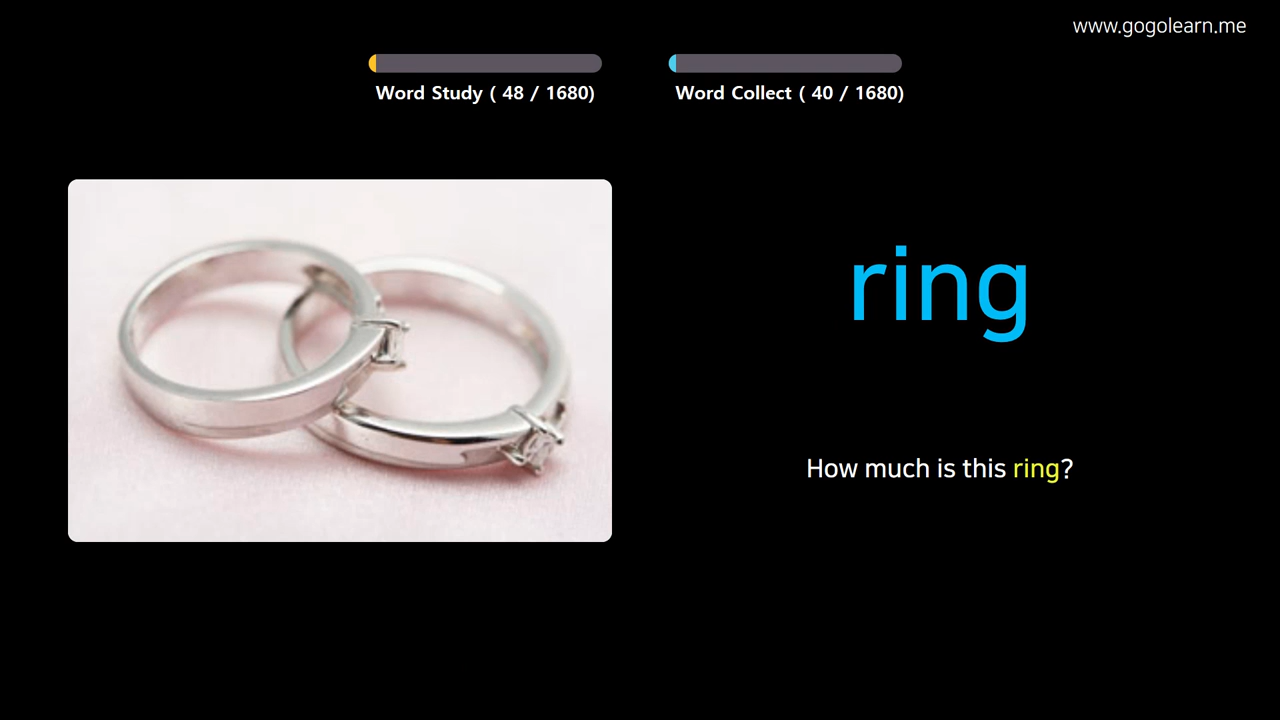 www.gogolearn.me
Word Study ( 48 / 1680)
Word Collect ( 40 / 1680)
ring
How much is this ring?